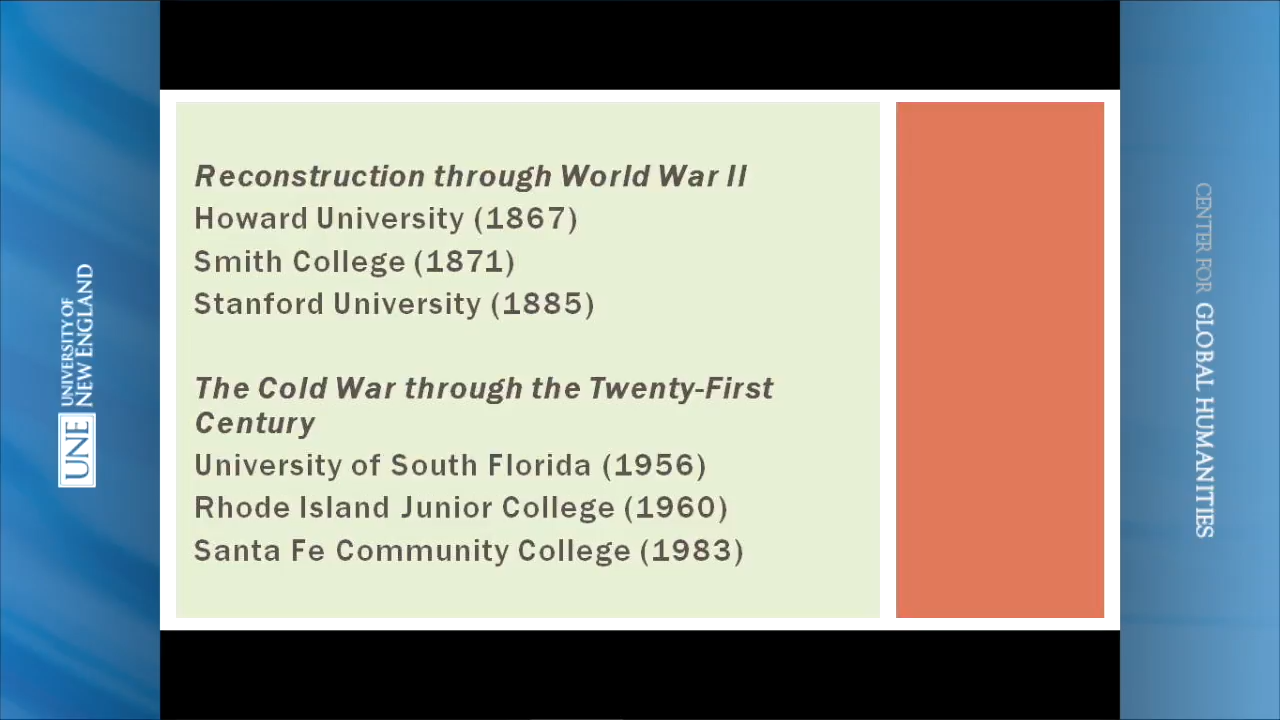 Reconstruction through World War II
Howard University (1867)
Smith College (1871)
Stanford University (1885)
The Cold War through the Twenty-First
Century
University of South Florida (1956)
Rhode Island Junior College (1960)
Santa Fe Community College (1983)
UNE
UNIVERSITY OF
NEW ENGLAND
CENTER FOR GLOBAL HUMANITIES